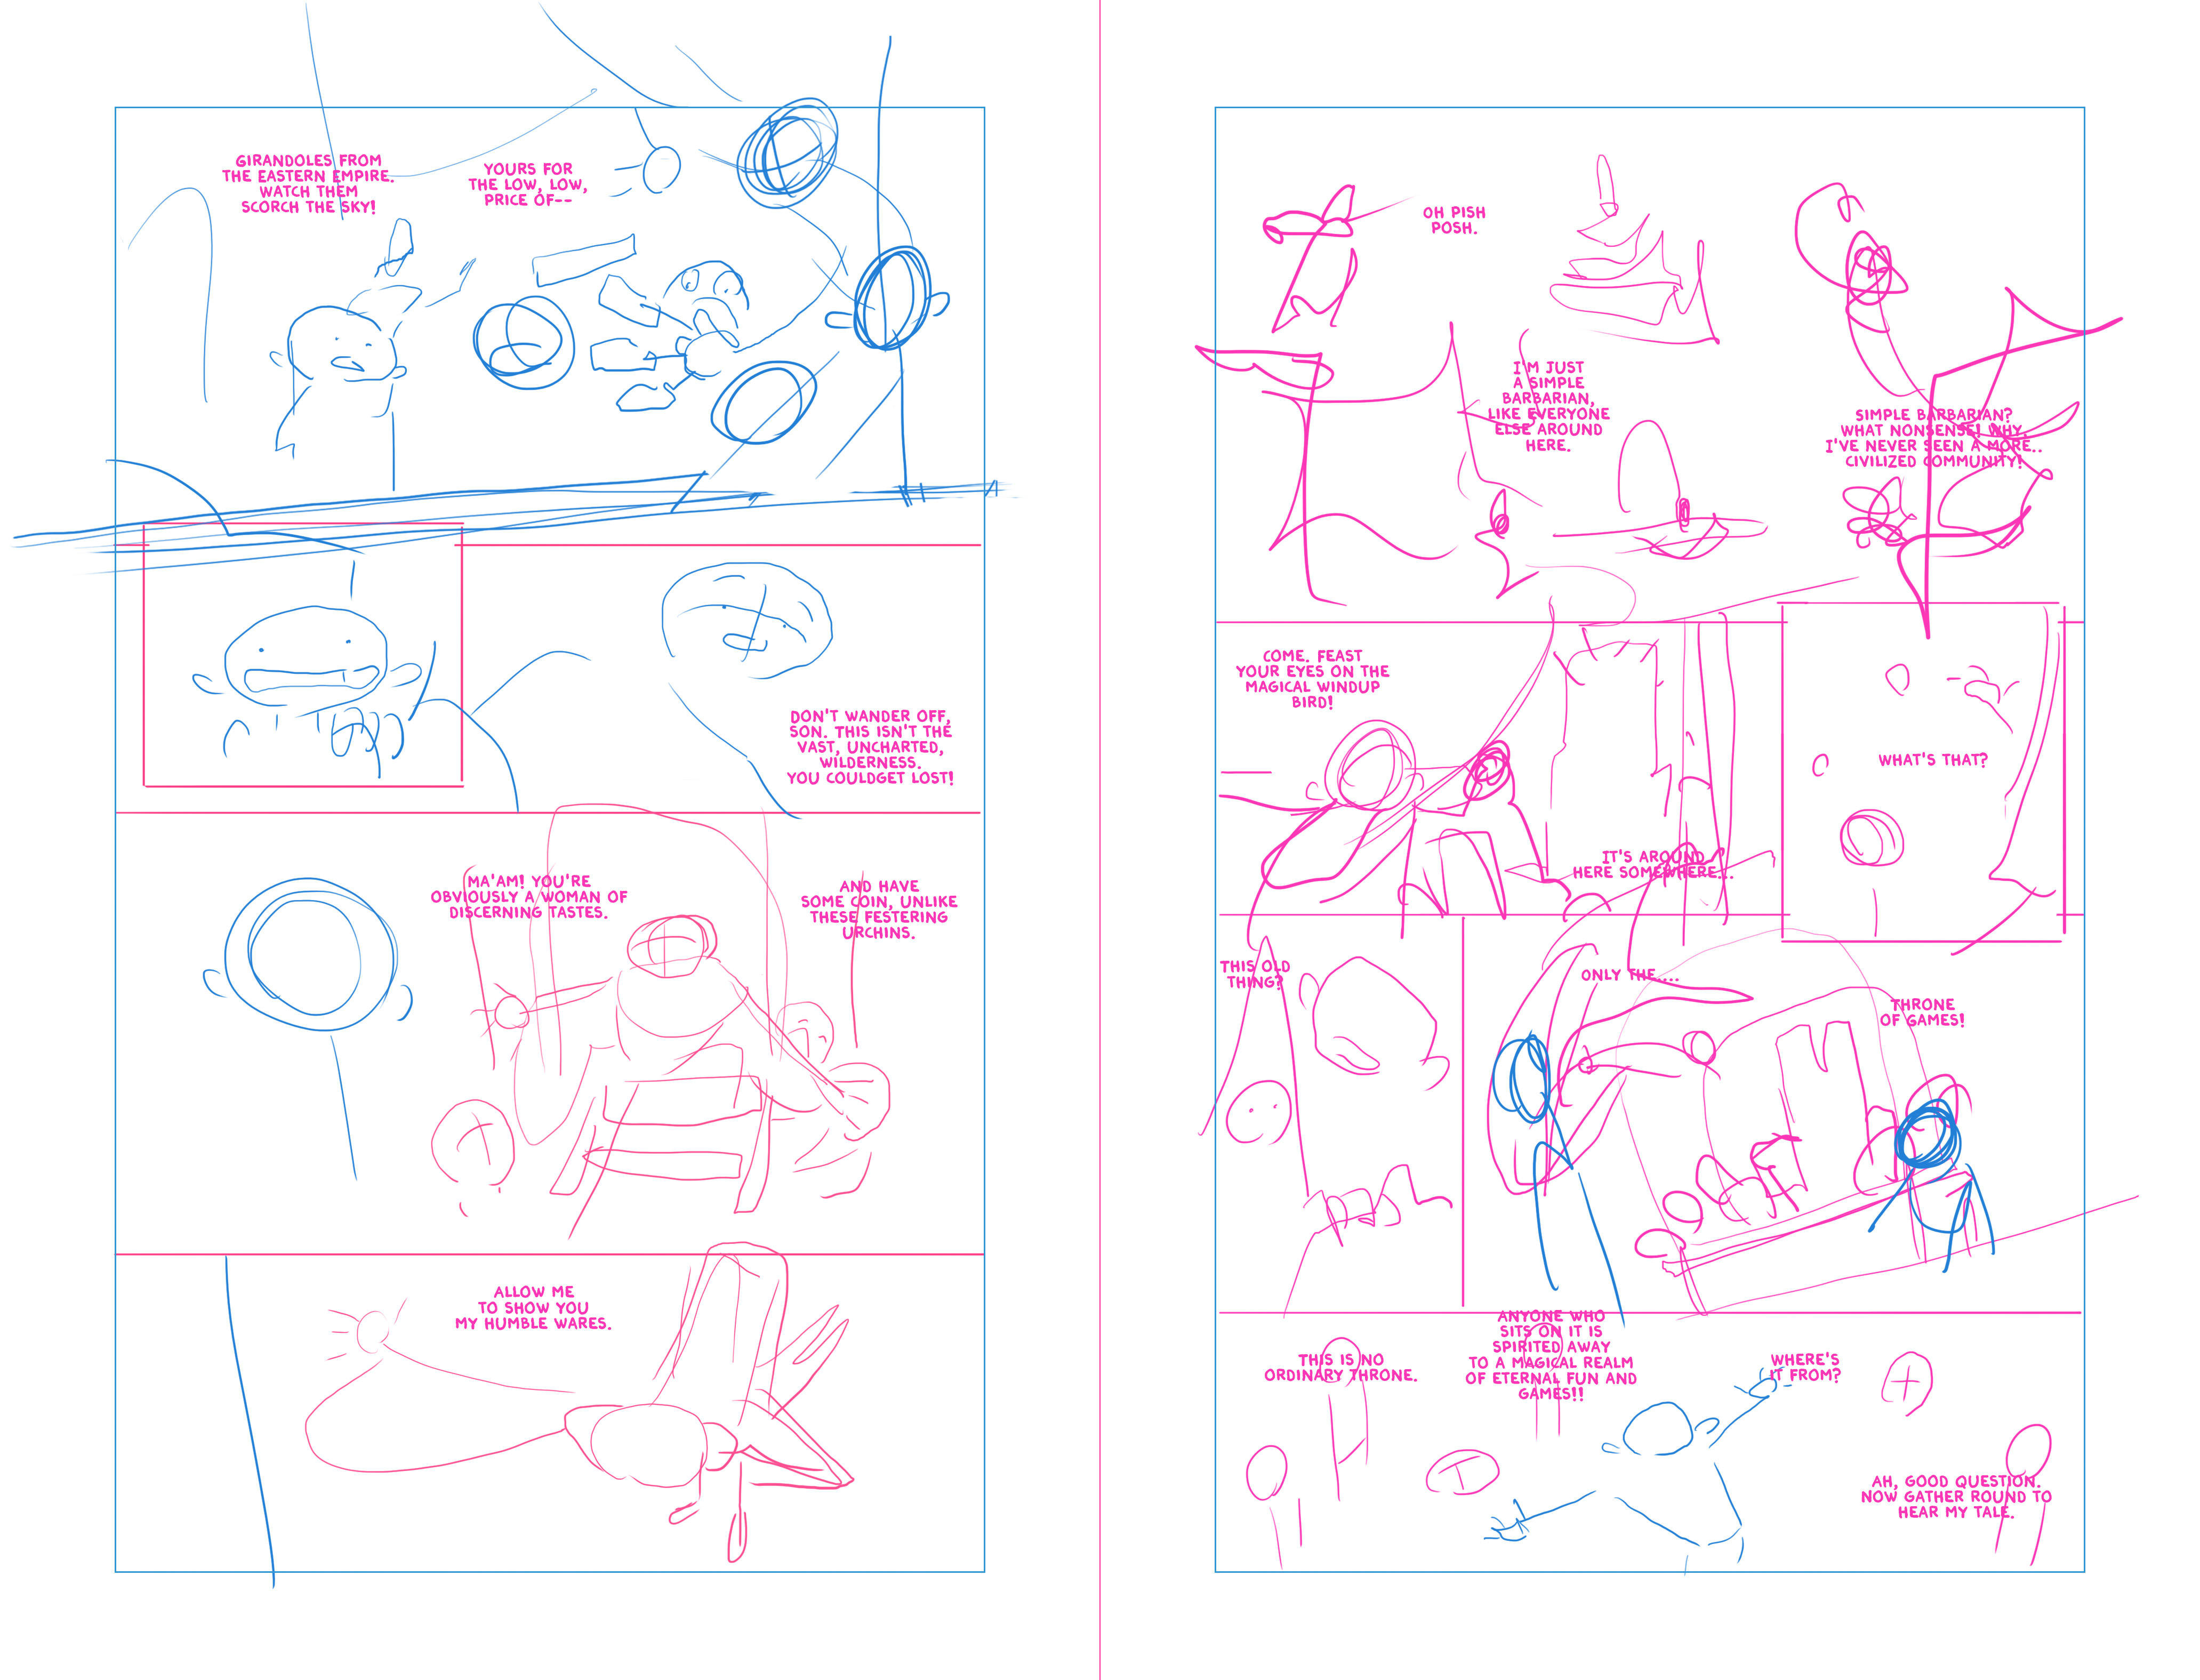 GIRANDOLES FROM
THE EASTERN EMPIRE.
WATCH THEM
SCORCH THE SKY!
YOURS FOR
THE LOW, LOW,
PRICE OF--
DON'T WANDER OFF,
SON. THIS ISN'T THE
VAST, UNCHARTED,
WILDERNESS.
YOU COULDGET LOST!
MA'AM! YOU'RE
OBVIOUSLY A WOMAN OF
DISCERNING TASTES.
AND HAVE
SOME COIN, UNLIKE
THESE FESTERING
URCHINS.
ALLOW ME
TO SHOW YOU
MY HUMBLE WARES.
OH PISH
POSH.
I'M JUST
A SIMPLE
BARBARIAN,
LIKE EVERYONE
ELSE AROUND
HERE.
SIMPLE BARBARIAN?
WHAT NONSENSE! WHY
I'VE NEVER SEEN A MORE..
CIVILIZED COMMUNITY!
COME. FEAST
YOUR EYES ON THE
MAGICAL WINDUP
BIRD!
IT'S AROUND
HERE SOMEWHERE...
WHAT'S THAT?
THIS OLD
THING?
ONLY THE....
THRONE
OF GAMES!
THIS IS NO
ORDINARY THRONE.
ANYONE WHO
SITS ON IT IS
SPIRITED AWAY
TO A MAGICAL REALM
OF ETERNAL FUN AND
GAMES!!
WHERE'S
IT FROM?
AH, GOOD QUESTION.
NOW GATHER ROUND TO
HEAR MY TALE.